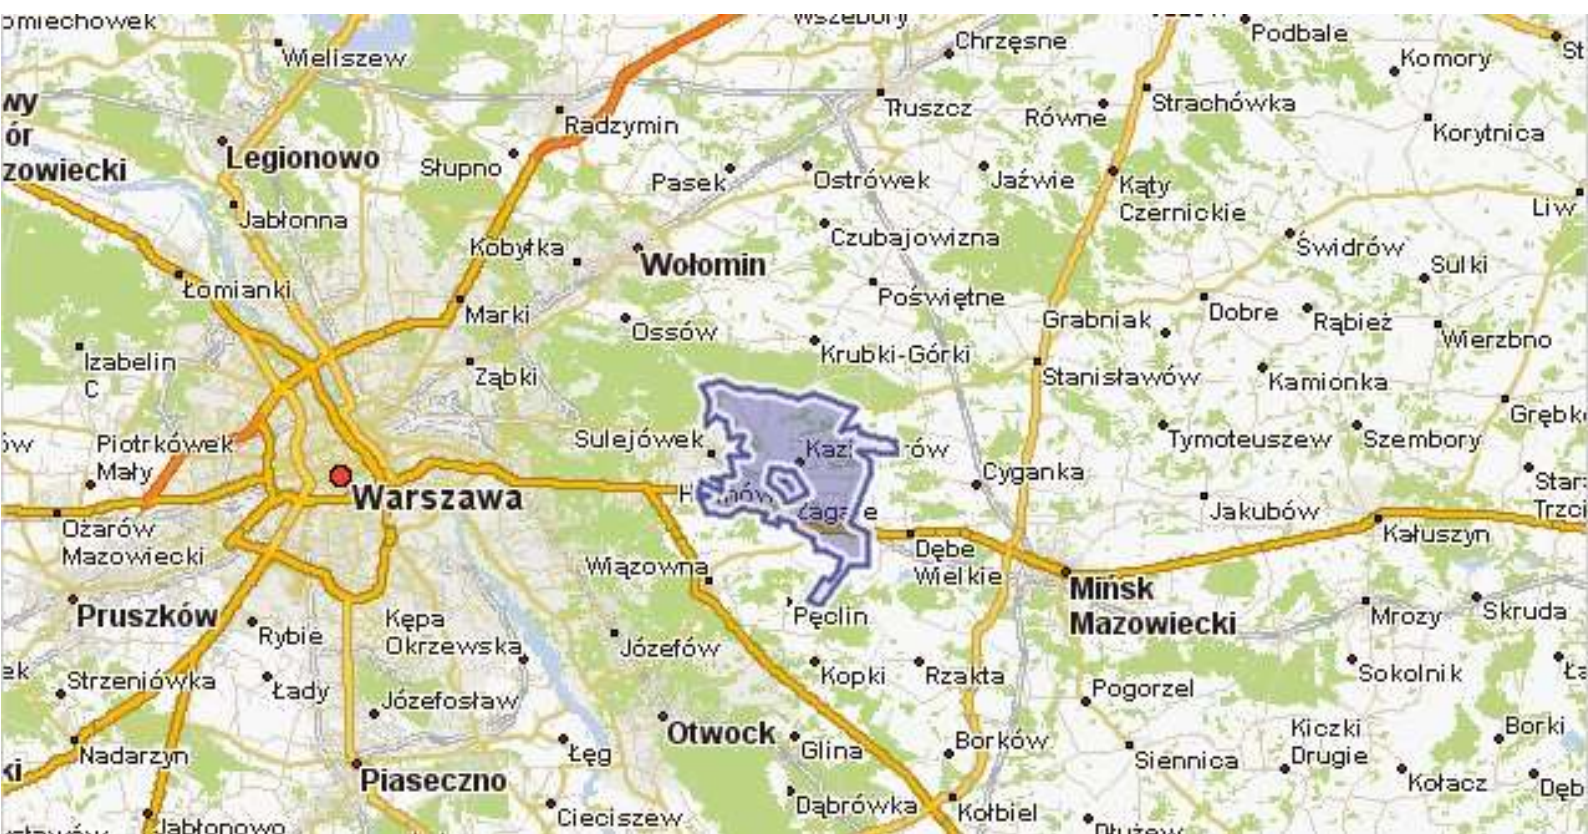 Wieliszew
Chrzęsne
Podbale
Komory
Radzymin
Tłuszcz
Równe
Strachówka
Korytnica
Legionowo
zowiecki
Słupno
Pasek
Ostrówek
Jaźwie
Kąty
Czernickie
Liw
Jabłonna
Kobyłka
Wołomin
Czubajowizna
Świdrów
Sulki
Łomianki
Marki
Ossów
Poświętne
Grabniak
Dobre
Rąbież
Wierzbno
Izabelin
C
Ząbki
Krubki-Górki
Stanisławów
Kamionka
Piotrkówek
Mały
Sulejówek
Cyganka
Tymoteuszew
Szembory
Warszawa
Jakubów
Kałuszyn
Ożarów
Mazowiecki
Wiązowna
Dębe
Wielkie
Mińsk
Mazowiecki
Pruszków
Rybie
Kępa
Okrzewska
Józefów
Pęclin
Mrozy
Skruda
Strzeniówka
Łady
Józefosław
Kopki
Rzakta
Pogorzel
Sokolnik
Nadarzyn
Piaseczno
Łęg
Otwock
Glina
Borków
Siennica
Kiczki
Drugie
Borki
Kołacz
Cieciszew
Dąbrówka
Kołbiel
Jabłonowo